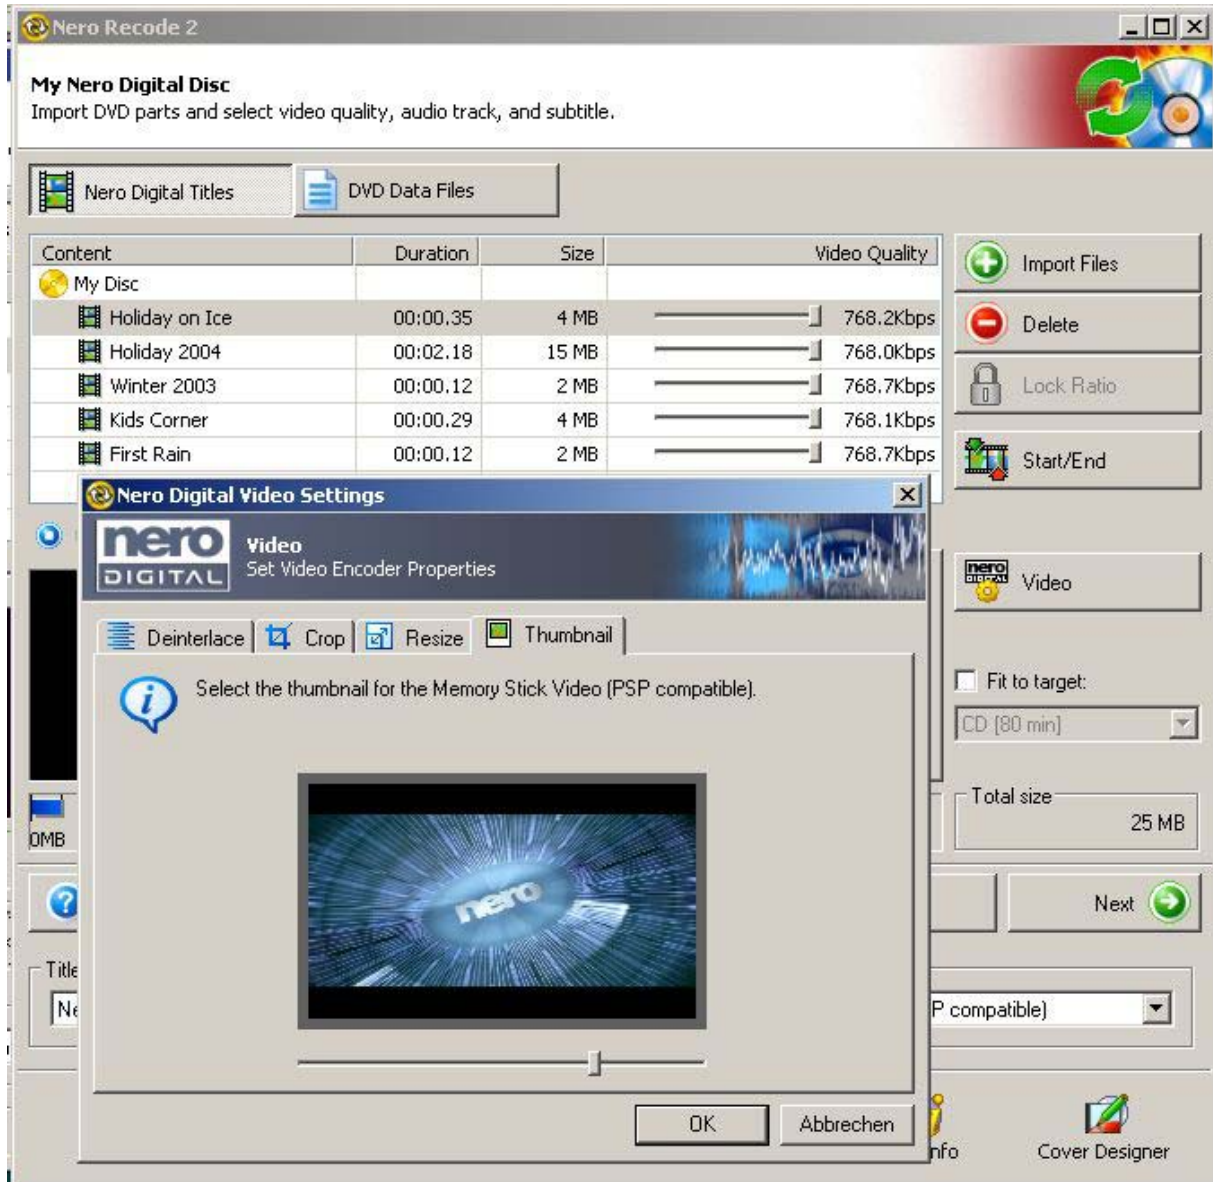 Nero Recode 2
My Nero Digital Disc
Import DVD parts and select video quality, audio track, and subtitle.
Nero Digital Titles
DVD Data Files
Content Duration Size Video Quality
My Disc
Holiday on Ice 00:00.35 4 MB 768.2Kbps
Holiday 2004 00:02.18 15 MB 768.0Kbps
Winter 2003 00:00.12 2 MB 768.7Kbps
Kids Corner 00:00.29 4 MB 768.1Kbps
First Rain 00:00.12 2 MB 768.7Kbps
Import Files
Delete
Lock Ratio
Start/End
nero
DIGITAL
Video
Fit to target:
CD [80 min]
Total size
25 MB
0MB
Next
Title
Ne
P compatible)
nfo
Cover Designer
Nero Digital Video Settings
nero
DIGITAL
Video
Set Video Encoder Properties
Deinterlace
Crop
Resize
Thumbnail
Select the thumbnail for the Memory Stick Video (PSP compatible).
nero
OK
Abbrechen